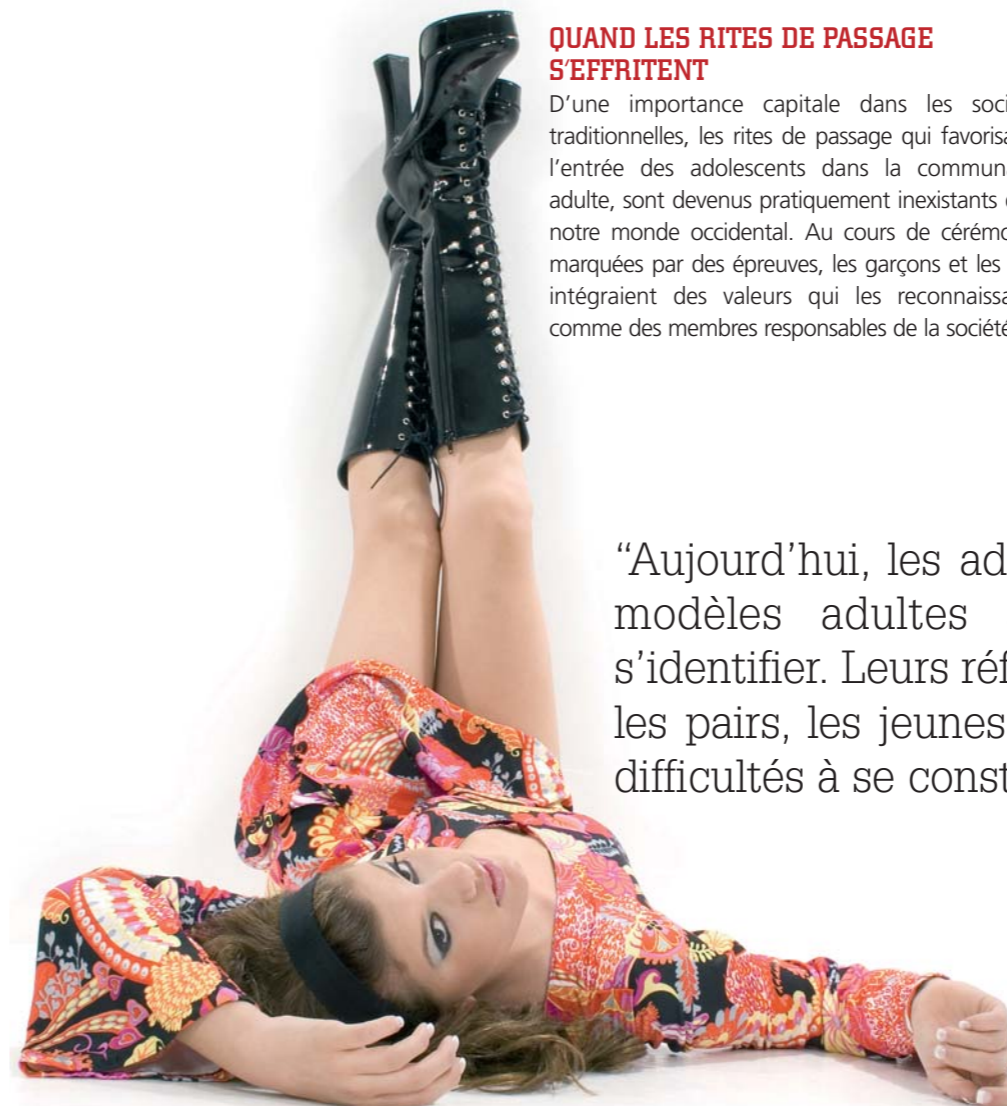 QUAND LES RITES DE PASSAGE
S'EFFRITENT
D'une importance capitale dans les soci
traditionnelles, les rites de passage qui favorisa
l'entrée des adolescents dans la commun
adulte, sont devenus pratiquement inexistants
notre monde occidental. Au cours de cérémo
marquées par des épreuves, les garçons et les
intégraient des valeurs qui les reconnaissa
comme des membres responsables de la société
“Aujourd'hui, les ad
modèles adultes
s'identifier. Leurs réf
les pairs, les jeunes
difficultés à se const